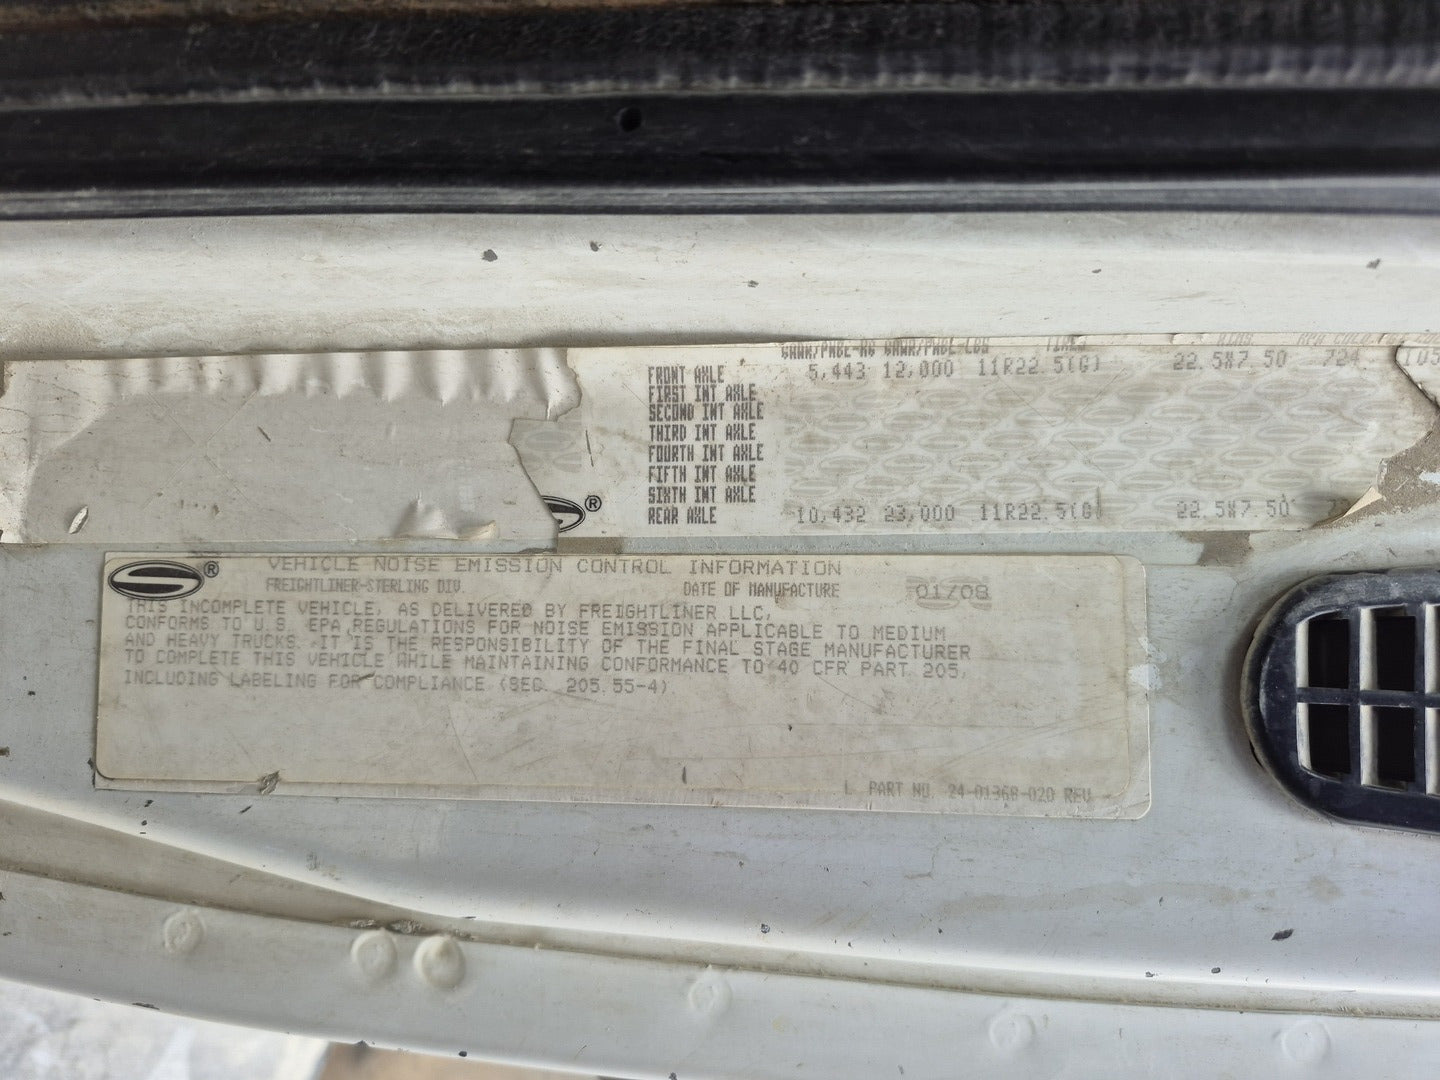 GAWR/PNBE-KG GAWR/PNBE-LBS TIRES RIMS
FRONT AXLE 5,443 12,000 11R22.5(G) 22.5X7.50 724
FIRST INT AXLE
SECOND INT AXLE
THIRD INT AXLE
FOURTH INT AXLE
FIFTH INT AXLE
SIXTH INT AXLE
REAR AXLE 10,432 23,000 11R22.5(G) 22.5X7.50
®
S ®
VEHICLE NOISE EMISSION CONTROL INFORMATION
FREIGHTLINER-STERLING DIV. DATE OF MANUFACTURE 01/08
THIS INCOMPLETE VEHICLE, AS DELIVERED BY FREIGHTLINER LLC,
CONFORMS TO U.S. EPA REGULATIONS FOR NOISE EMISSION APPLICABLE TO MEDIUM
AND HEAVY TRUCKS. IT IS THE RESPONSIBILITY OF THE FINAL STAGE MANUFACTURER
TO COMPLETE THIS VEHICLE WHILE MAINTAINING CONFORMANCE TO 40 CFR PART 205,
INCLUDING LABELING FOR COMPLIANCE (SEC. 205.55-4)
PART NO. 24-01368-020 REV